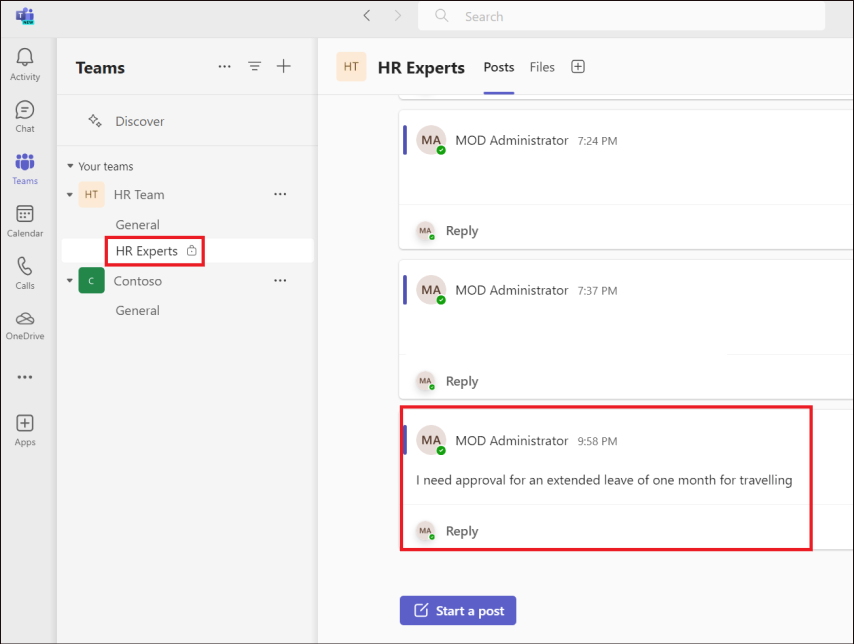 Search
Activity
Chat
Teams
Calendar
Calls
OneDrive
Apps
Teams
Discover
Your teams
HT HR Team
General
HR Experts
C Contoso
General
HT HR Experts Posts Files
MA MOD Administrator 7:24 PM
MA Reply
MA MOD Administrator 7:37 PM
MA Reply
MA MOD Administrator 9:58 PM
I need approval for an extended leave of one month for travelling
MA Reply
Start a post